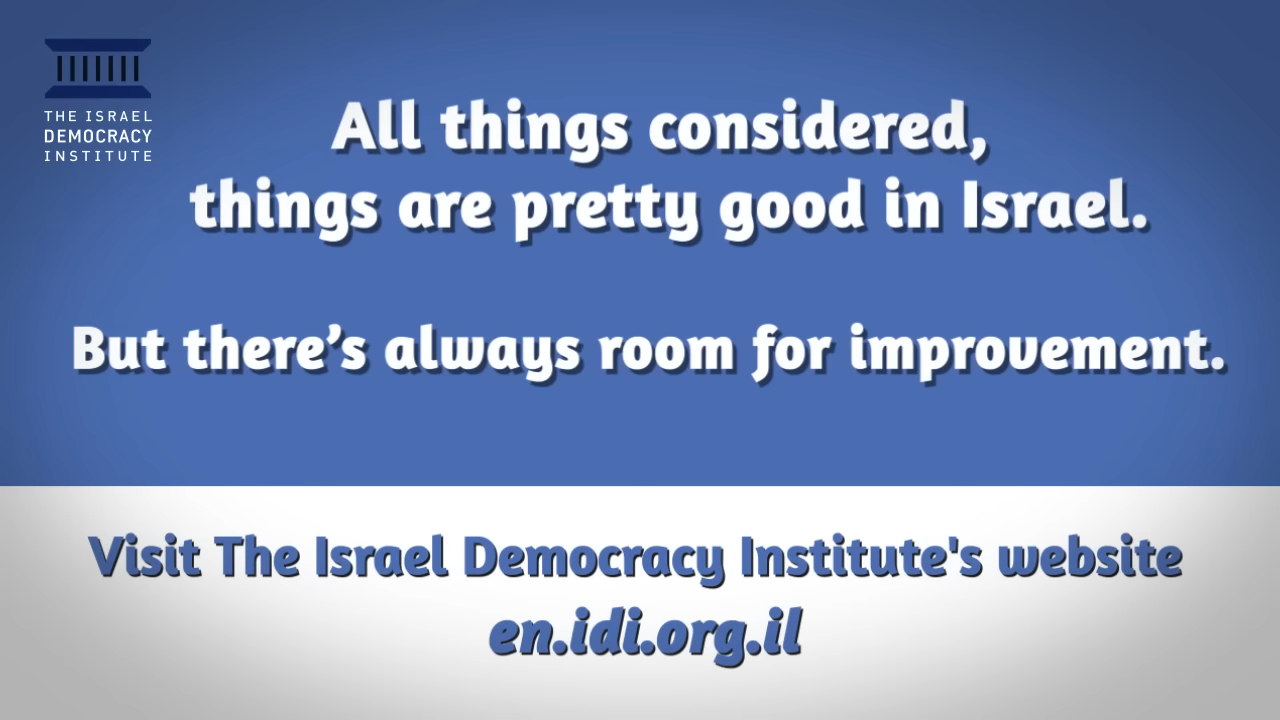 THE ISRAEL
DEMOCRACY
INSTITUTE
All things considered,
things are pretty good in Israel.
But there’s always room for improvement.
Visit The Israel Democracy Institute's website
en.idi.org.il